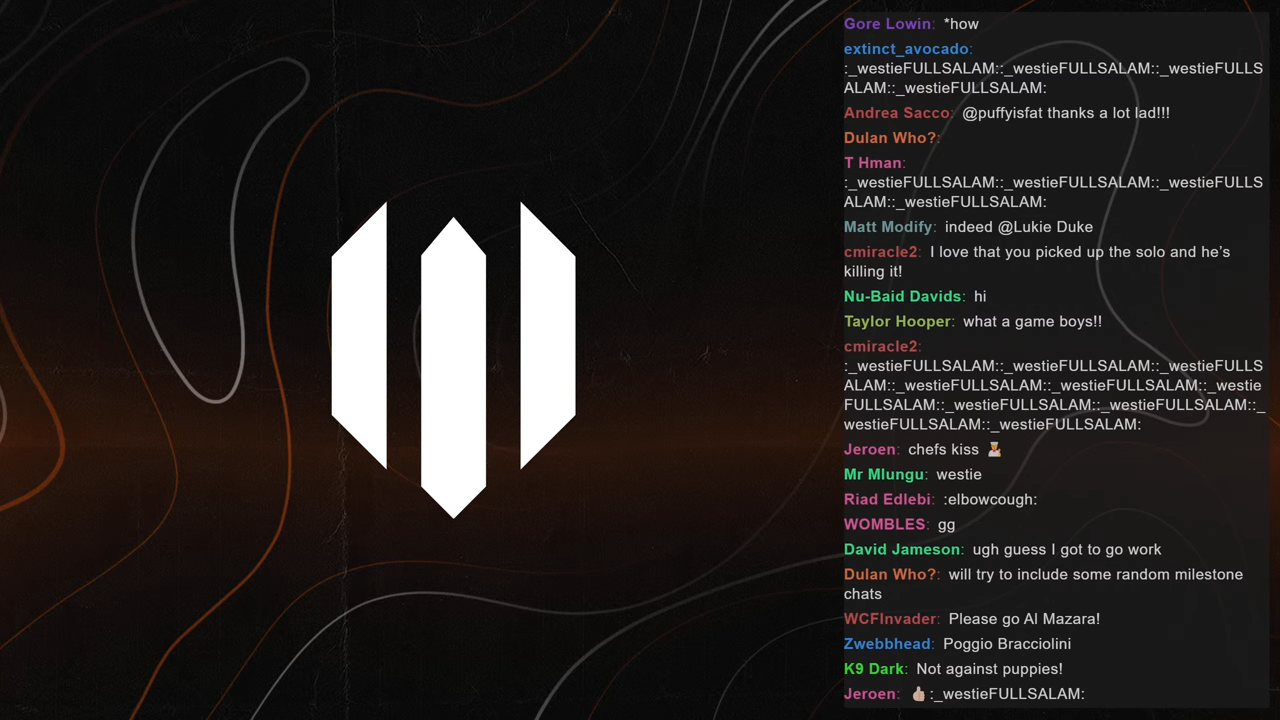 Gore Lowin: *how
extinct_avocado:
:_westieFULLSALAM::_westieFULLSALAM::_westieFULLS
ALAM::_westieFULLSALAM:
Andrea Sacco: @puffyisfat thanks a lot lad!!!
Dulan Who?:
T Hman:
:_westieFULLSALAM::_westieFULLSALAM::_westieFULLS
ALAM::_westieFULLSALAM:
Matt Modify: indeed @Lukie Duke
cmiracle2: I love that you picked up the solo and he’s
killing it!
Nu-Baid Davids: hi
Taylor Hooper: what a game boys!!
cmiracle2:
:_westieFULLSALAM::_westieFULLSALAM::_westieFULLS
ALAM::_westieFULLSALAM::_westieFULLSALAM::_westie
FULLSALAM::_westieFULLSALAM::_westieFULLSALAM::_
westieFULLSALAM::_westieFULLSALAM:
Jeroen: chefs kiss 👨🏼‍🍳
Mr Mlungu: westie
Riad Edlebi: :elbowcough:
WOMBLES: gg
David Jameson: ugh guess I got to go work
Dulan Who?: will try to include some random milestone
chats
WCFInvader: Please go Al Mazara!
Zwebbhead: Poggio Bracciolini
K9 Dark: Not against puppies!
Jeroen: 👍🏼:_westieFULLSALAM: